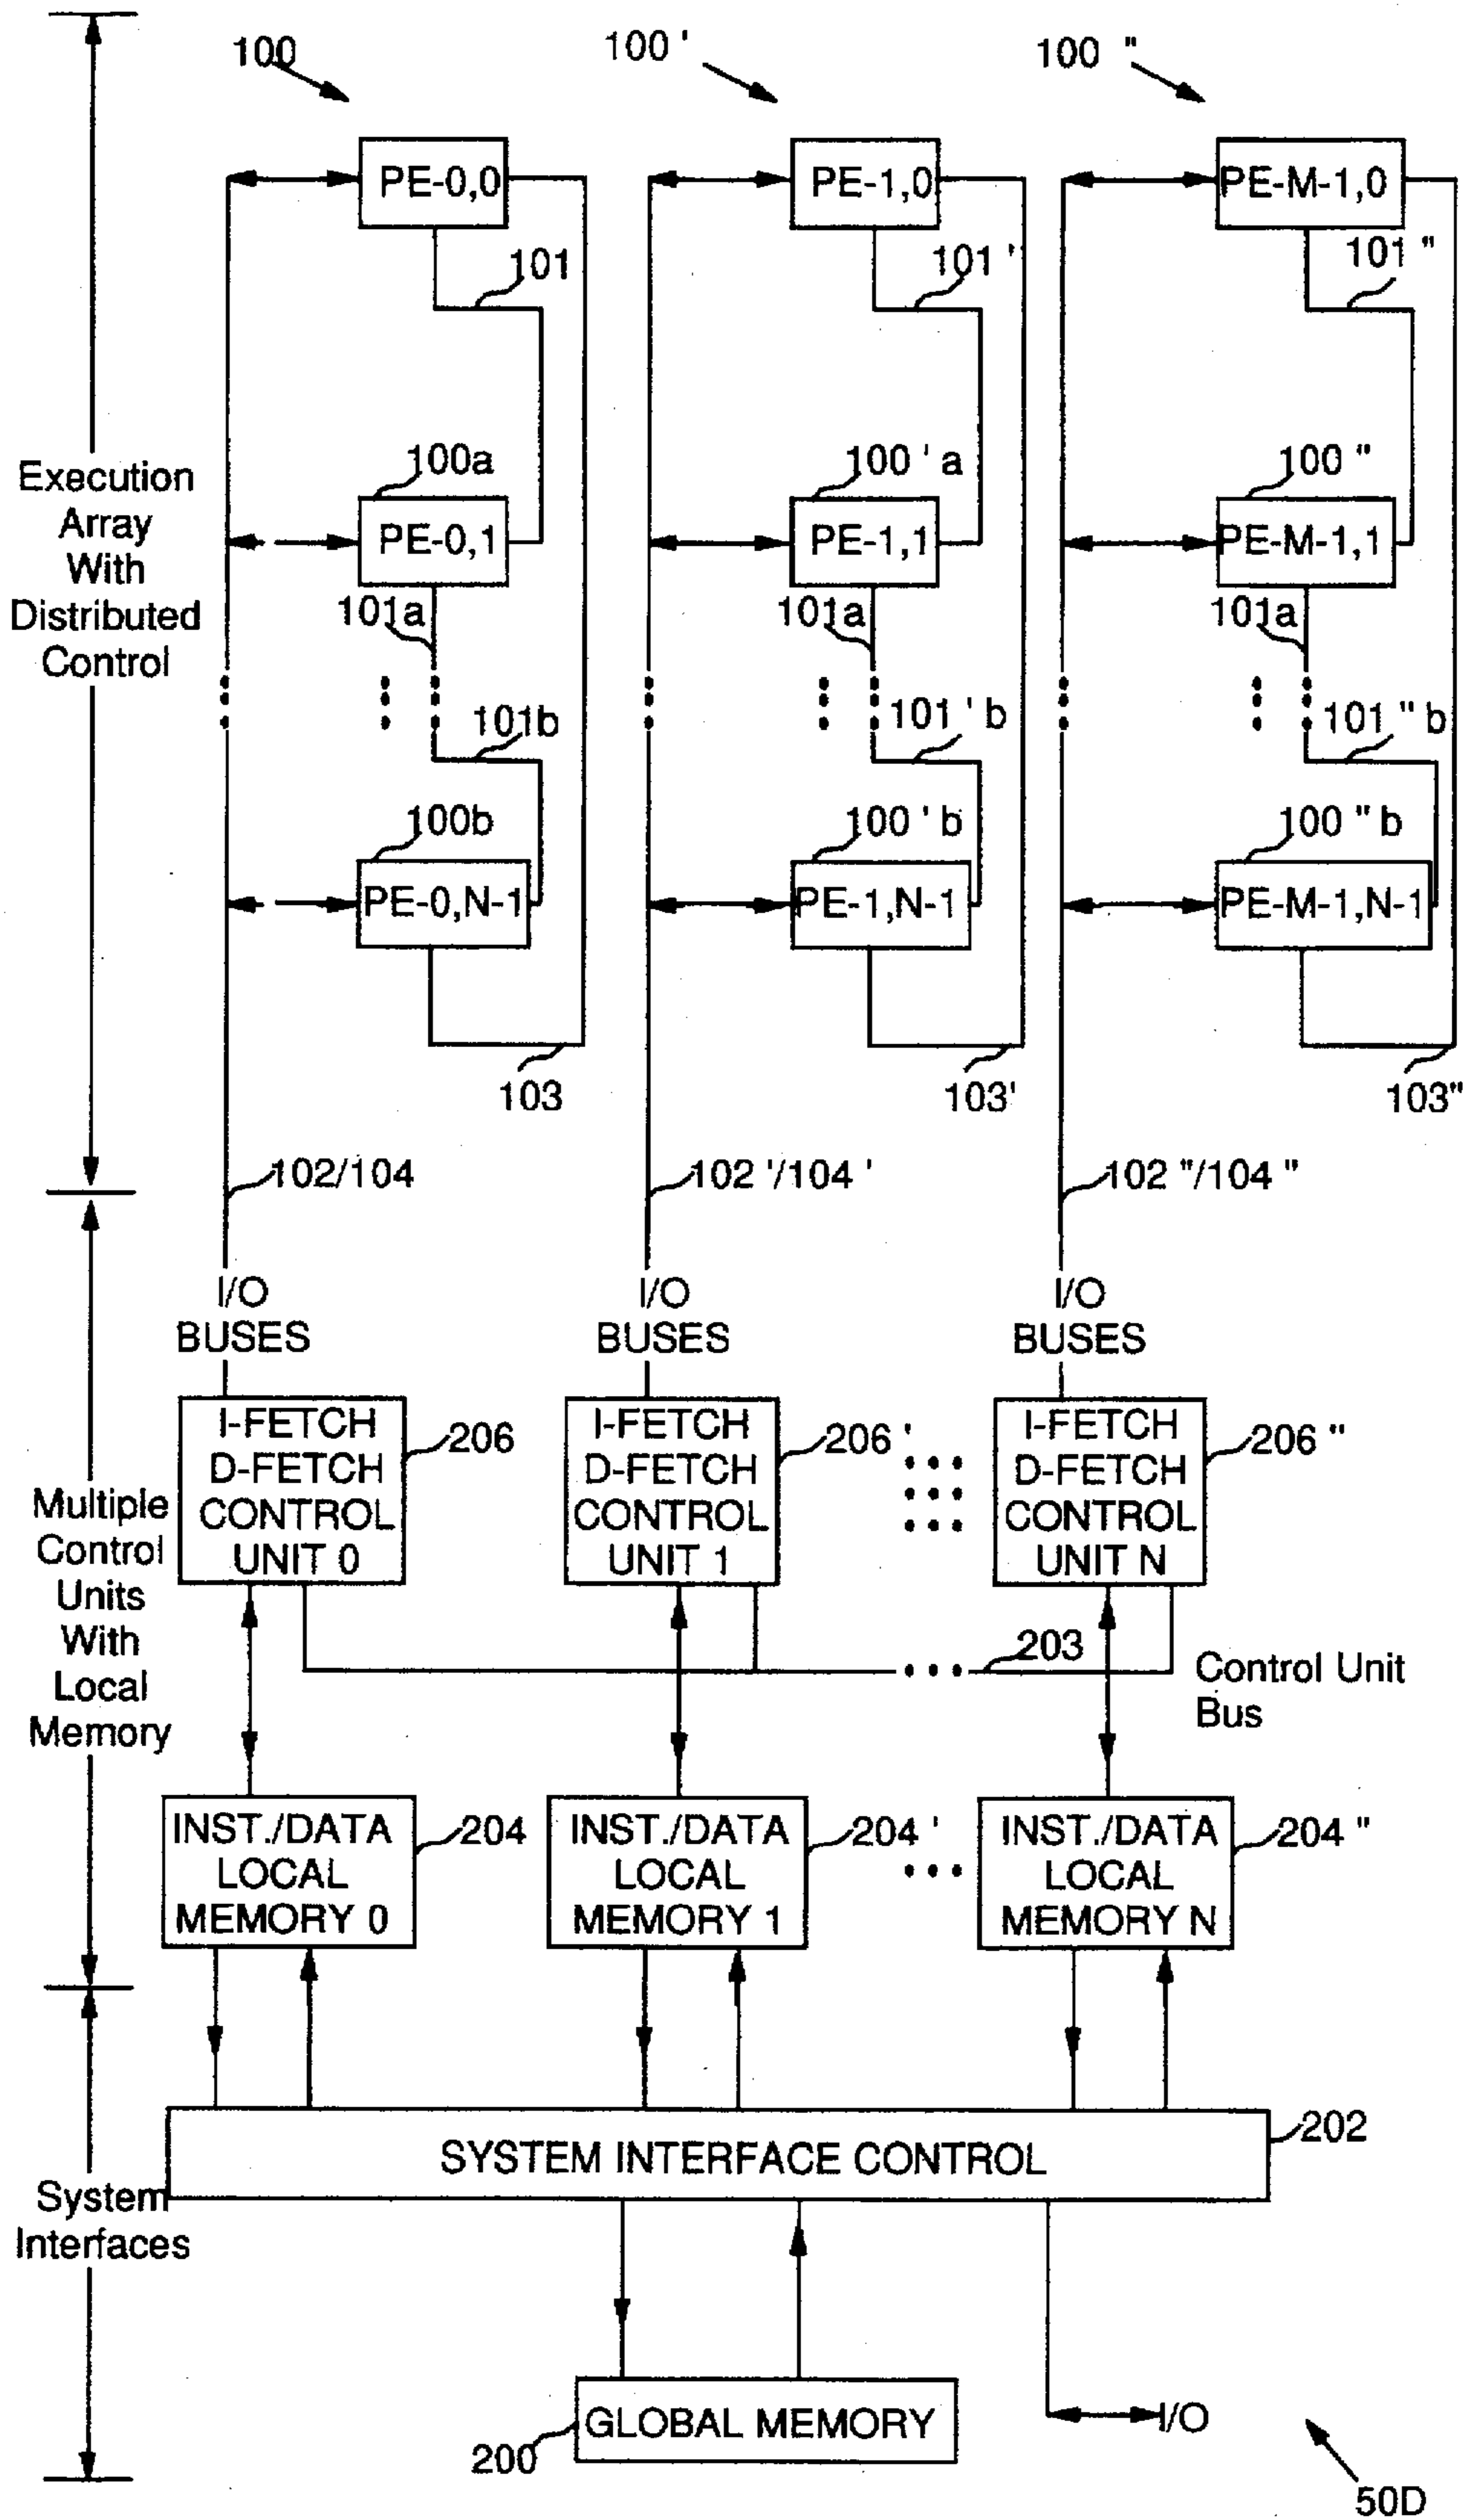 100
100 '
100 "
PE-0,0
PE-1,0
PE-M-1,0
101
101 '
101 "
100a
100 ' a
100 "
Execution
Array
With
Distributed
Control
PE-0,1
PE-1,1
PE-M-1,1
101a
101a
101a
101b
101 ' b
101 " b
100b
100 ' b
100 " b
PE-0,N-1
PE-1,N-1
PE-M-1,N-1
103
103'
103"
102/104
102 '/104 '
102 "/104 "
I/O
BUSES
I/O
BUSES
I/O
BUSES
I-FETCH
D-FETCH
CONTROL
UNIT 0
206
I-FETCH
D-FETCH
CONTROL
UNIT 1
206 '
I-FETCH
D-FETCH
CONTROL
UNIT N
206 "
Multiple
Control
Units
With
Local
Memory
203
Control Unit
Bus
INST./DATA
LOCAL
MEMORY 0
204
INST./DATA
LOCAL
MEMORY 1
204 '
INST./DATA
LOCAL
MEMORY N
204 "
SYSTEM INTERFACE CONTROL
202
System
Interfaces
GLOBAL MEMORY
200
I/O
50D